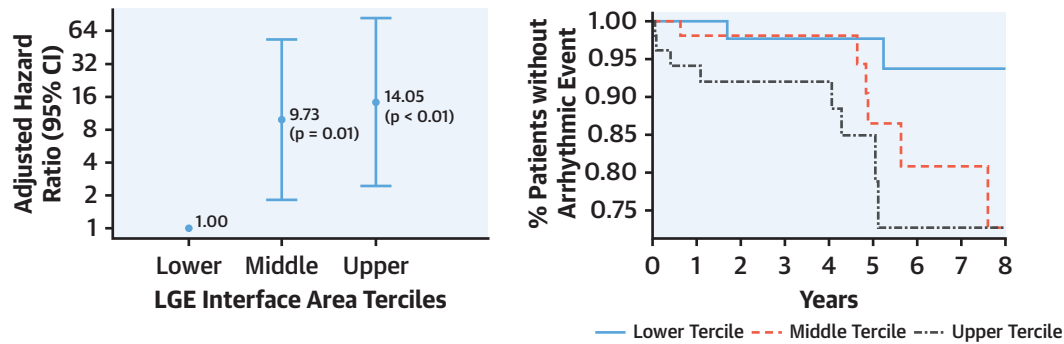 Adjusted Hazard
Ratio (95% CI)
64
32
16
8
4
2
1
1.00
9.73
(p = 0.01)
14.05
(p < 0.01)
Lower Middle Upper
LGE Interface Area Terciles
% Patients without
Arrhythmic Event
1.00
0.95
0.90
0.85
0.80
0.75
0 1 2 3 4 5 6 7 8
Years
Lower Tercile Middle Tercile Upper Tercile